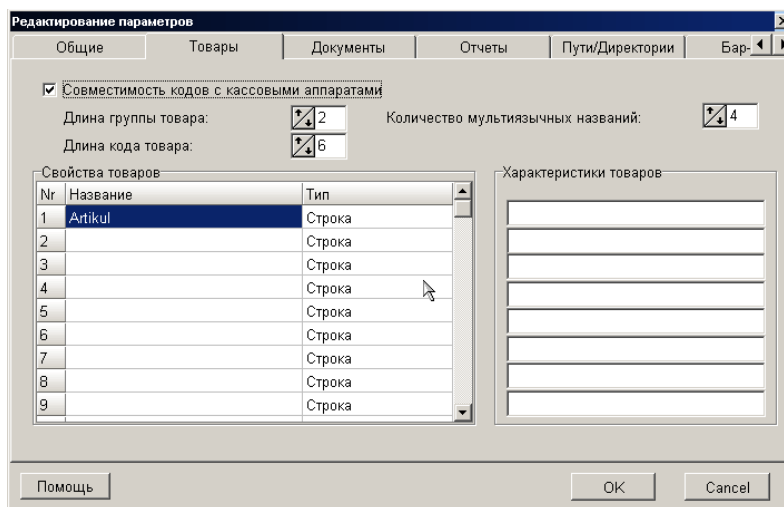 Редактирование параметров
Общие Товары Документы Отчеты Пути/Директории Бар-
Совместимость кодов с кассовыми аппаратами
Длина группы товара: 2 Количество мультиязычных названий: 4
Длина кода товара: 6
Свойства товаров Характеристики товаров
Nr Название Тип
1 Artikul Строка
2 Строка
3 Строка
4 Строка
5 Строка
6 Строка
7 Строка
8 Строка
9 Строка
Помощь OK Cancel